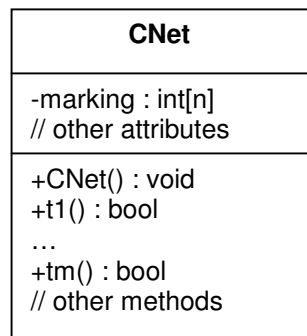 CNet
-marking : int[n]
// other attributes
+CNet() : void
+t1() : bool
…
+tm() : bool
// other methods